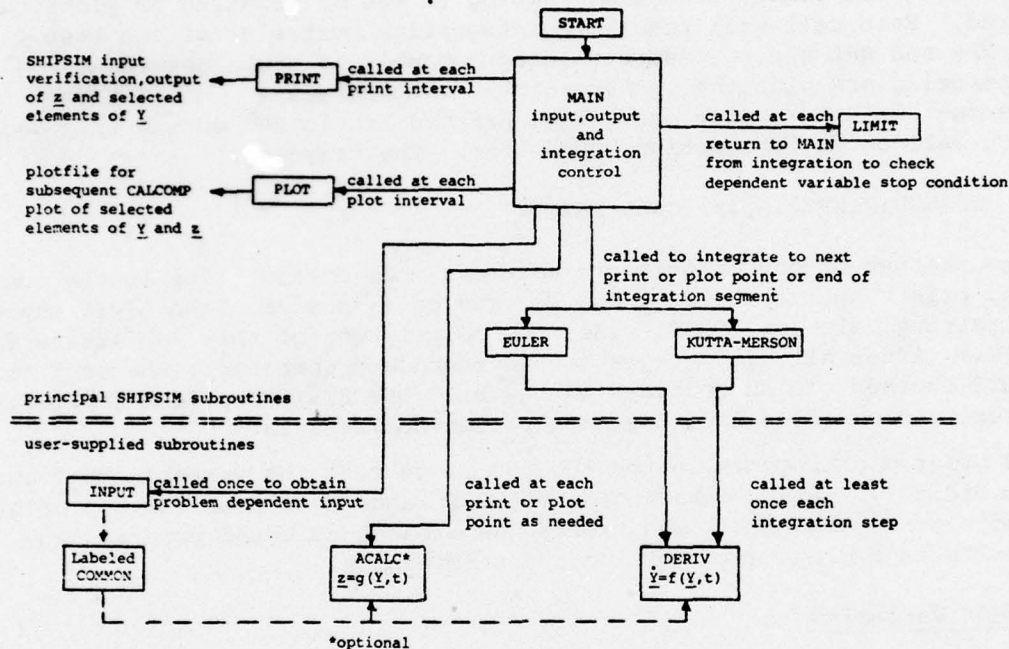 START
SHIPSIM input
verification,output
of z and selected
elements of Y
PRINT
called at each
print interval
MAIN
input,output
and
integration
control
called at each
LIMIT
return to MAIN
from integration to check
dependent variable stop condition
plotfile for
subsequent CALCOMP
plot of selected
elements of Y and z
PLOT
called at each
plot interval
called to integrate to next
print or plot point or end of
integration segment
EULER
KUTTA-MERSON
principal SHIPSIM subroutines
user-supplied subroutines
INPUT
called once to obtain
problem dependent input
called at each
print or plot
point as needed
called at least
once each
integration step
Labeled
COMMON
ACALC*
z=g(Y,t)
DERIV
Ẏ=f(Y,t)
*optional